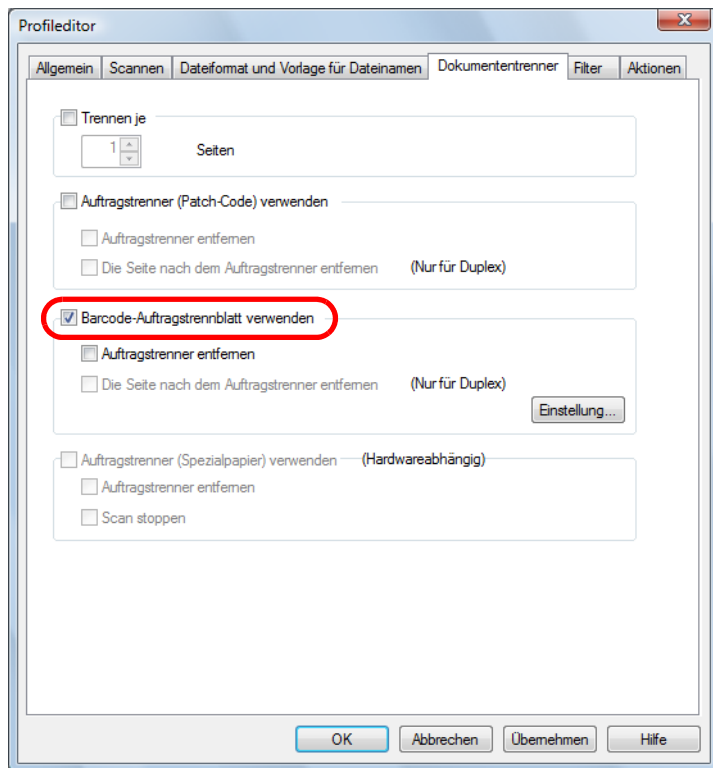 Profileditor
Allgemein Scannen Dateiformat und Vorlage für Dateinamen Dokumententrenner Filter Aktionen
Trennen je
1 Seiten
Auftragstrenner (Patch-Code) verwenden
Auftragstrenner entfernen
Die Seite nach dem Auftragstrenner entfernen (Nur für Duplex)
Barcode-Auftragstrennblatt verwenden
Auftragstrenner entfernen
Die Seite nach dem Auftragstrenner entfernen (Nur für Duplex)
Einstellung...
Auftragstrenner (Spezialpapier) verwenden (Hardwareabhängig)
Auftragstrenner entfernen
Scan stoppen
OK Abbrechen Übernehmen Hilfe